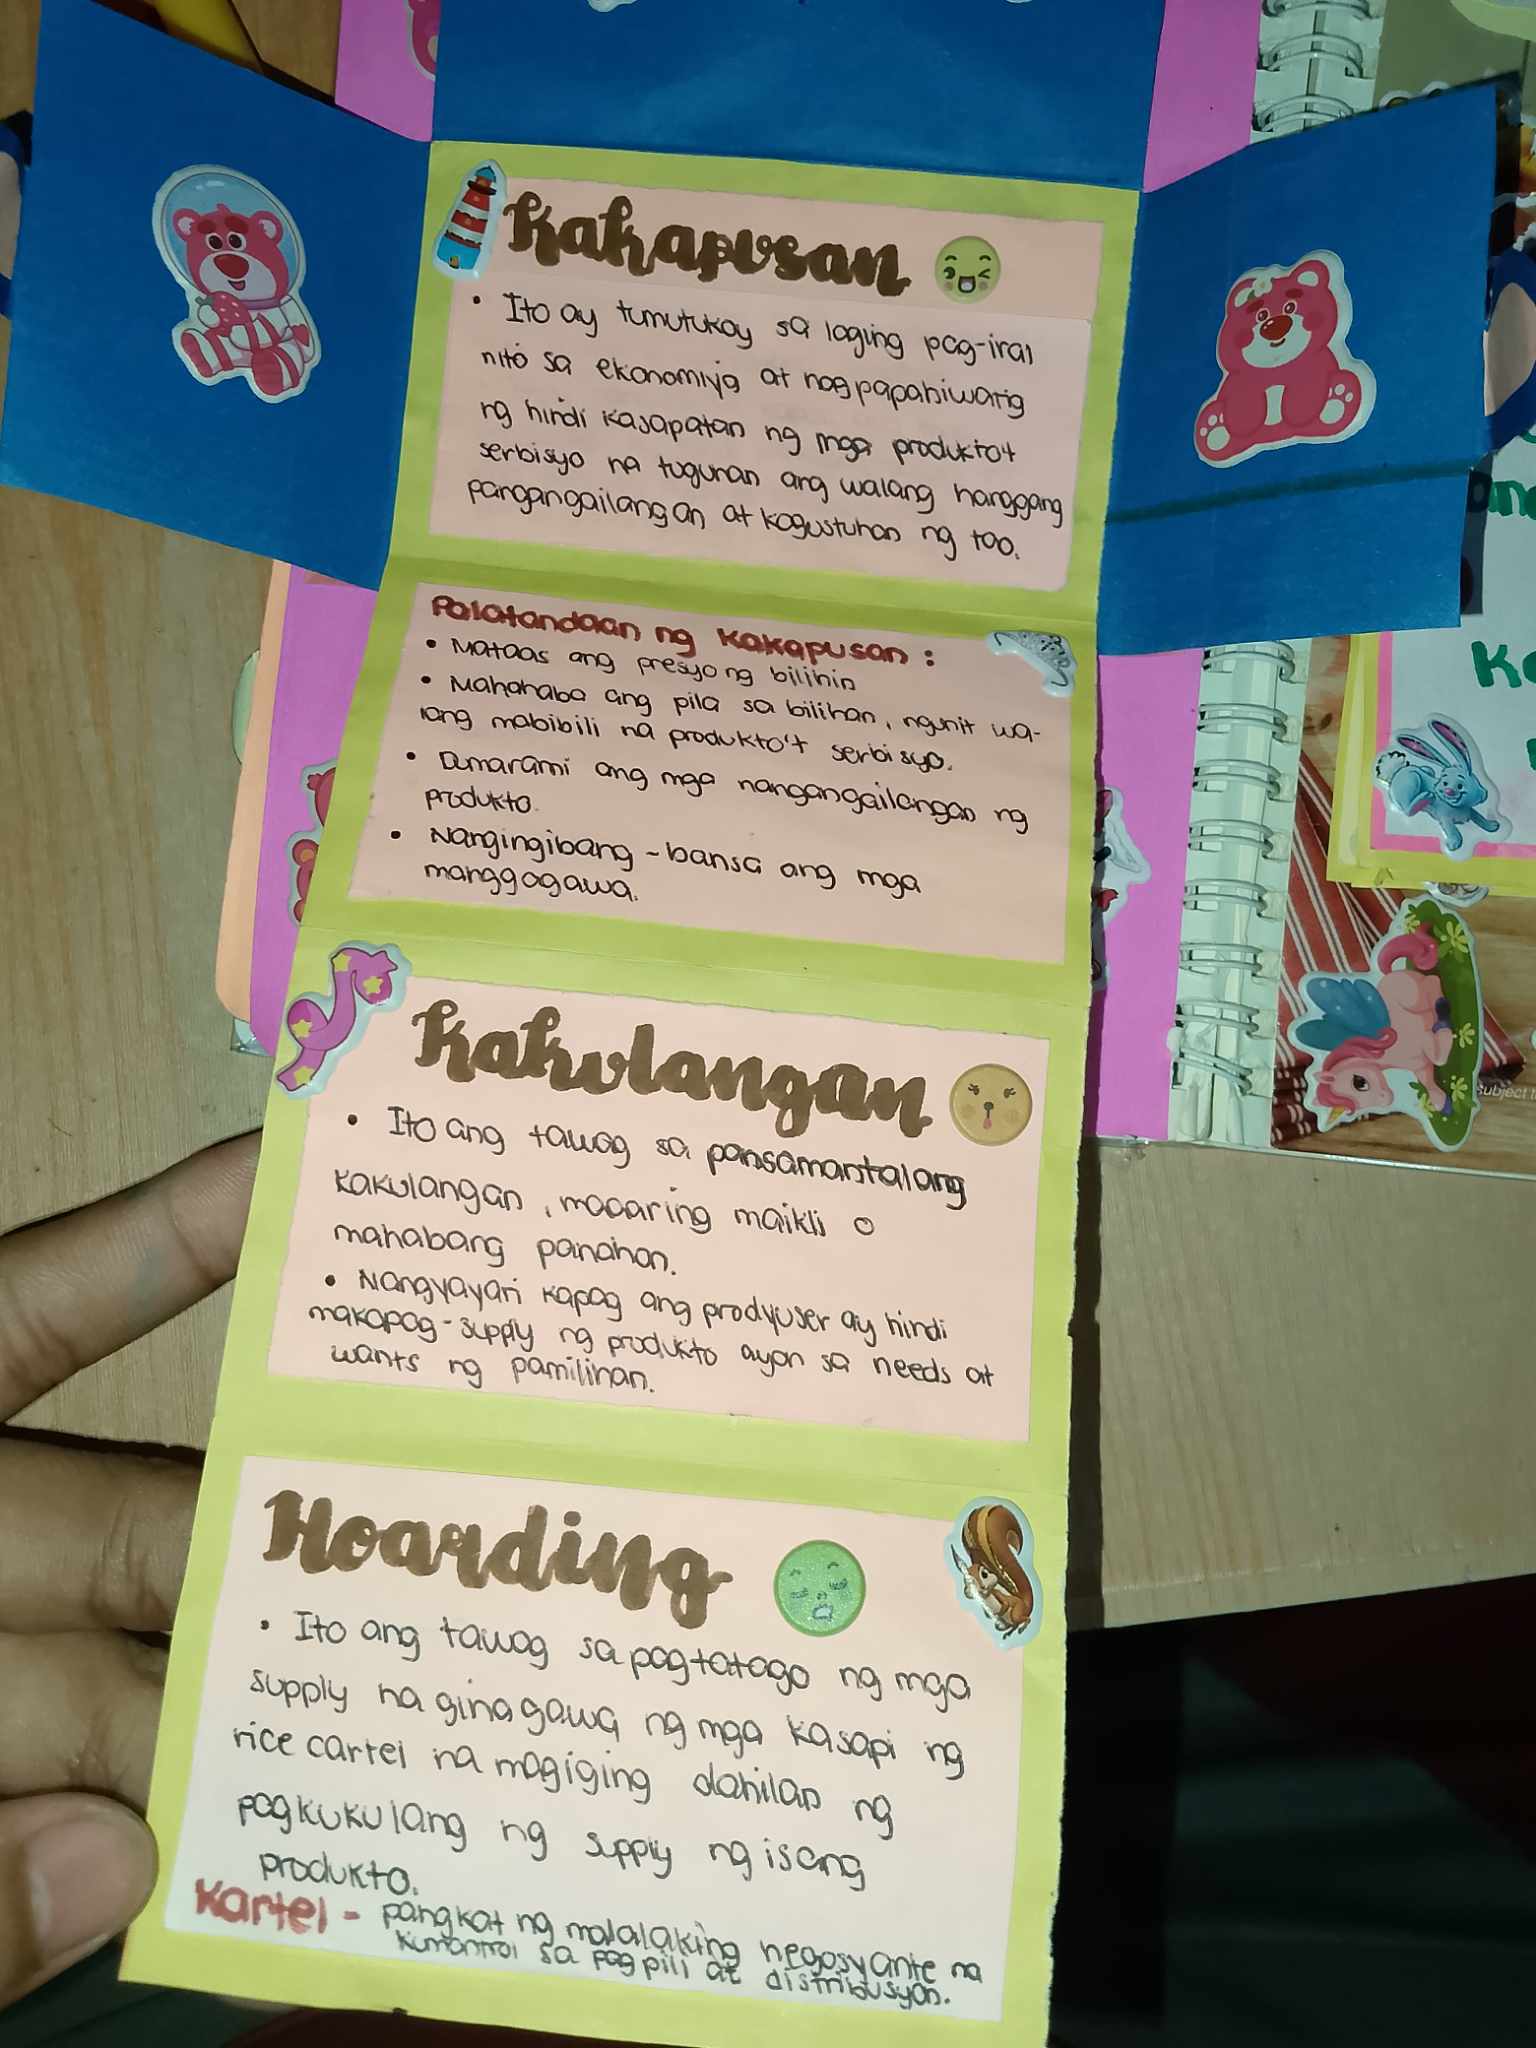 Kakapusan
• Ito ay tumutukoy sa laging pag-iral
nito sa ekonomiya at nagpapahiwatig
ng hindi kasapatan ng mga produkto't
serbisyo na tugunan ang walang hanggang
pangangailangan at kagustuhan ng tao.
Palatandaan ng Kakapusan :
• Mataas ang presyo ng bilihin
• Mahahaba ang pila sa bilihan, ngunit wa-
lang mabibili na produkto't serbisyo.
• Dumarami ang mga nangangailangan ng
produkto.
• Nangingibang - bansa ang mga
manggagawa.
Kakulangan
• Ito ang tawag sa pansamantalang
kakulangan, maaaring maikli o
mahabang panahon.
• Nangyayari kapag ang prodyuser ay hindi
makapag-supply ng produkto ayon sa needs at
wants ng pamilihan.
Hoarding
• Ito ang tawag sa pagtatago ng mga
supply na ginagawa ng mga kasapi ng
rice cartel na magiging dahilan ng
pagkukulang ng supply ng isang
produkto.
Kartel - pangkat ng malalaking negosyante na
kumontrol sa pagpili at distribusyon.
subject